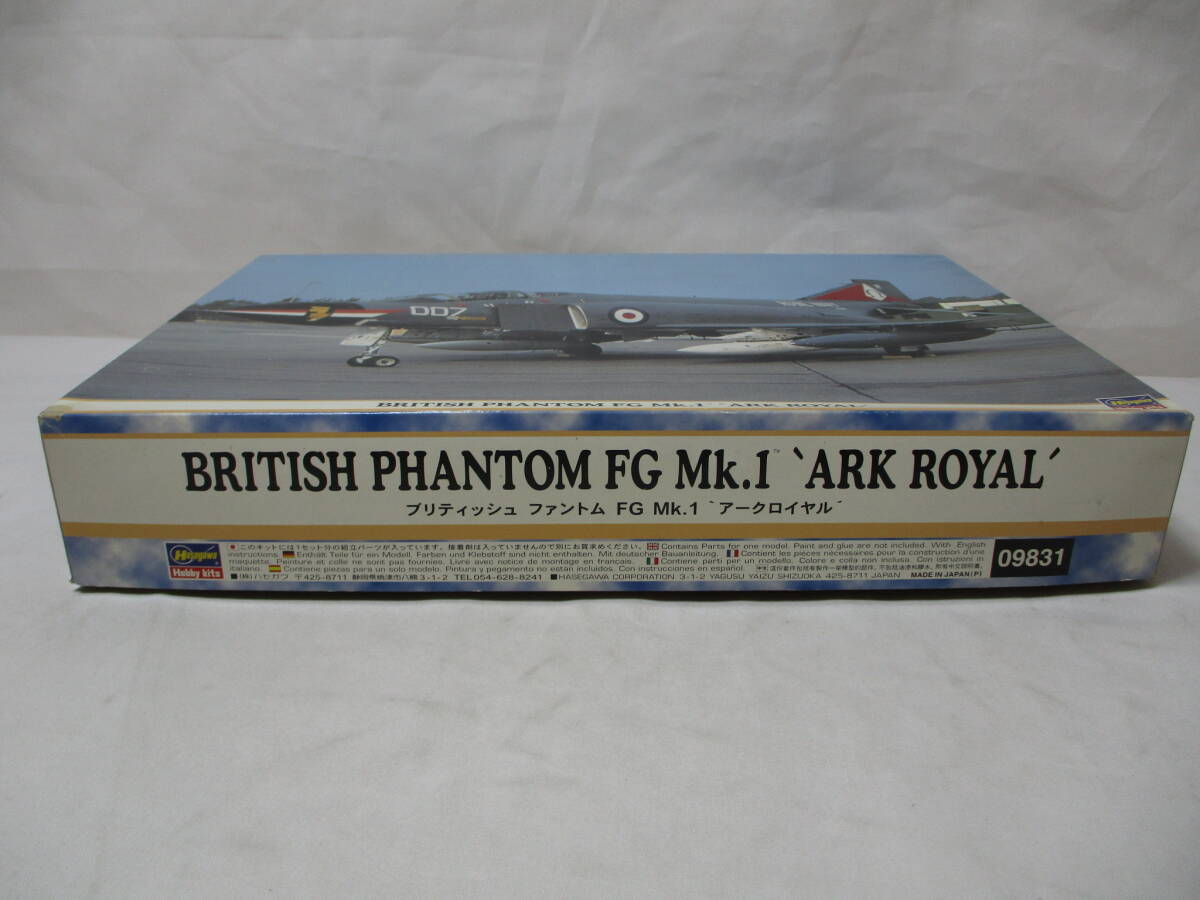 007
BRITISH PHANTOM FG Mk.1 `ARK ROYAL´
Hasegawa
BRITISH PHANTOM FG Mk.1™ `ARK ROYAL´
ブリティッシュ ファントム FG Mk.1 `アークロイヤル´
Hasegawa
Hobby kits
このキットには1セット分の組立パーツが入っています。接着剤は入っていませんので別にお買求めください。 Contains Parts for one model. Paint and glue are not included. With English
instructions. Enthält Teile für ein Modell. Farben und Klebstoff sind nicht enthalten. Mit deutscher Bauanleitung. Contient les pièces necessaires pour la construction d'une
maquette. Peinture et colle ne sont pas fournies. Livré avec notice de montage en français. Contiene parti per un modello. Colore e colla non inclusi. Con istruzioni in
italiano. Contiene piezas para un solo modelo. Pintura y pegamento no están incluidos. Con instrucciones en español.
■(株)ハセガワ 〒425-8711 静岡県焼津市八楠3-1-2 TEL.054-628-8241 ■HASEGAWA CORPORATION 3-1-2 YAGUSU YAIZU SHIZUOKA 425-8711 JAPAN MADE IN JAPAN(P)
09831